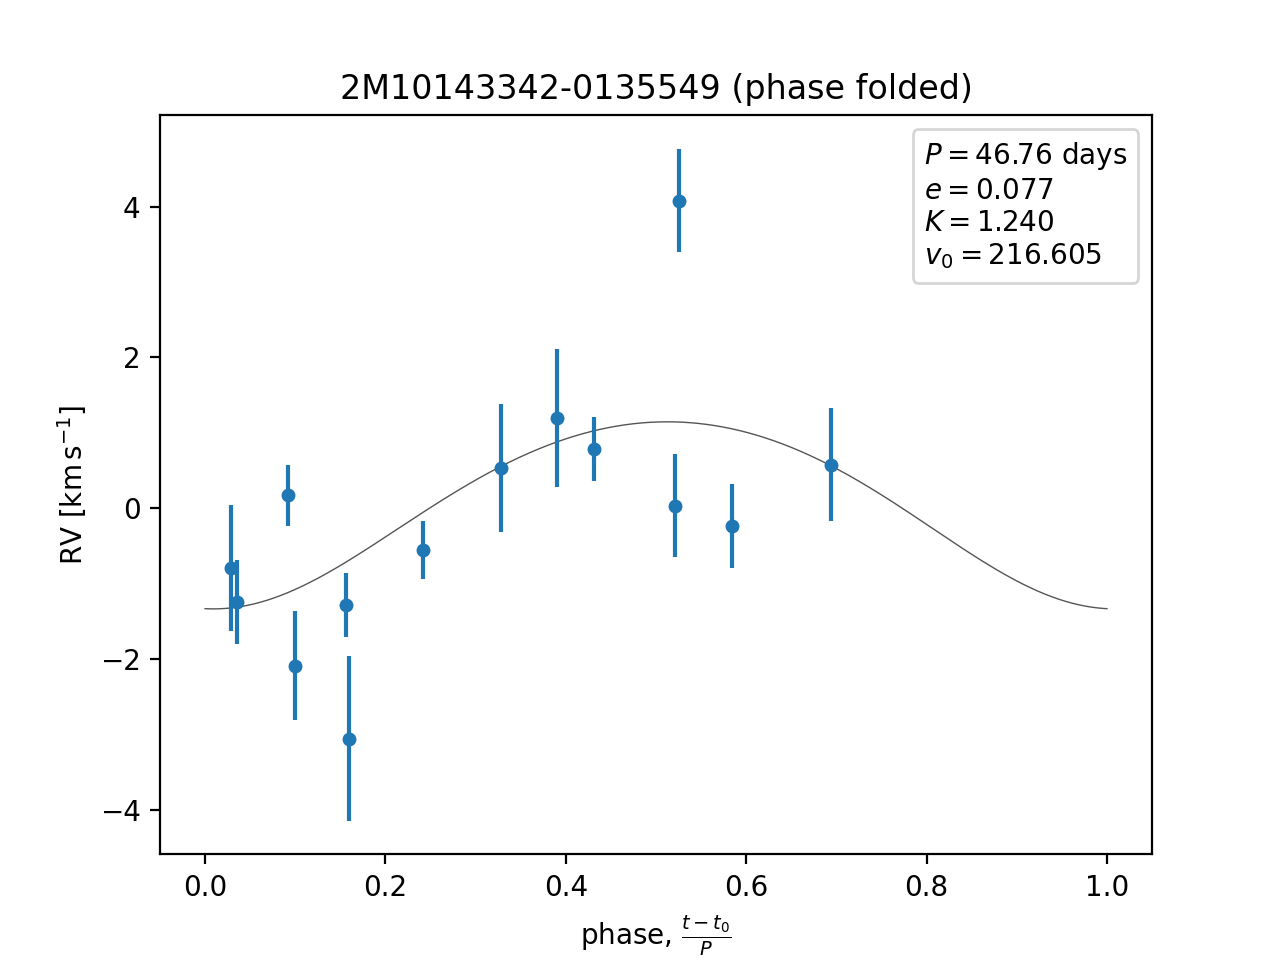 2M10143342-0135549 (phase folded)
P = 46.76 days
e = 0.077
K = 1.240
v₀ = 216.605
4
2
0
−2
−4
RV [km s⁻¹]
0.0 0.2 0.4 0.6 0.8 1.0
phase, (t − t₀)/P